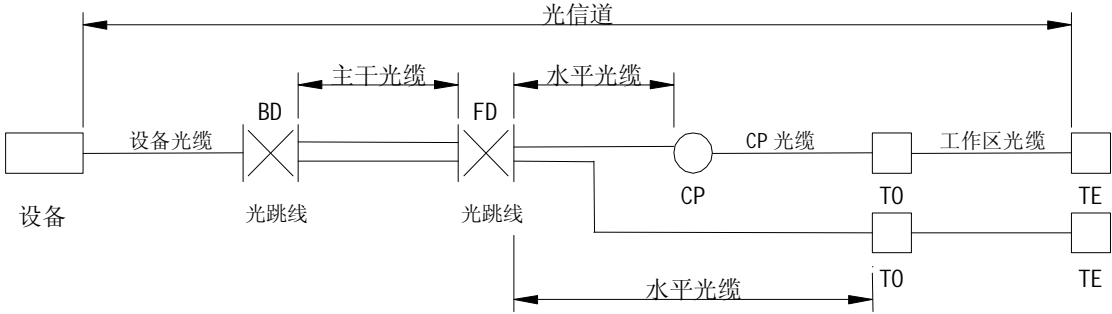 光信道
主干光缆
水平光缆
BD
FD
设备光缆
CP 光缆
工作区光缆
CP
TO
TE
设备
光跳线
光跳线
TO
TE
水平光缆